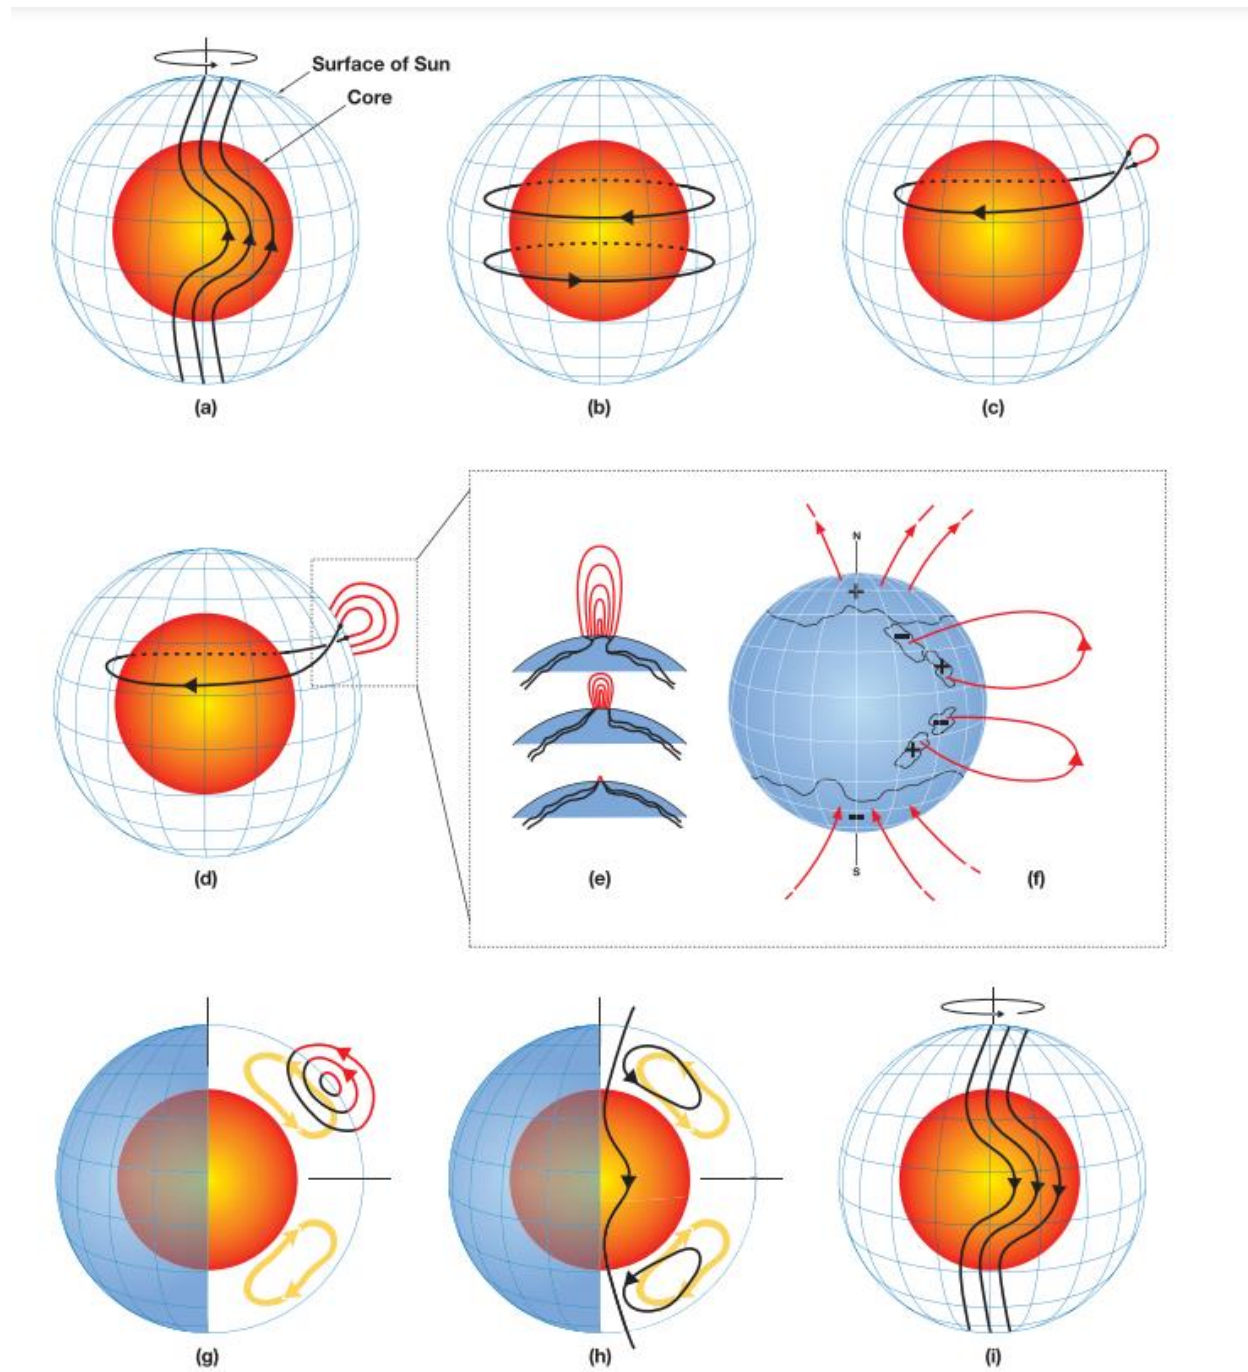 Surface of Sun
Core
(a)
(b)
(c)
N
+
-
+
--
+
--
S
(d)
(e)
(f)
(g)
(h)
(i)